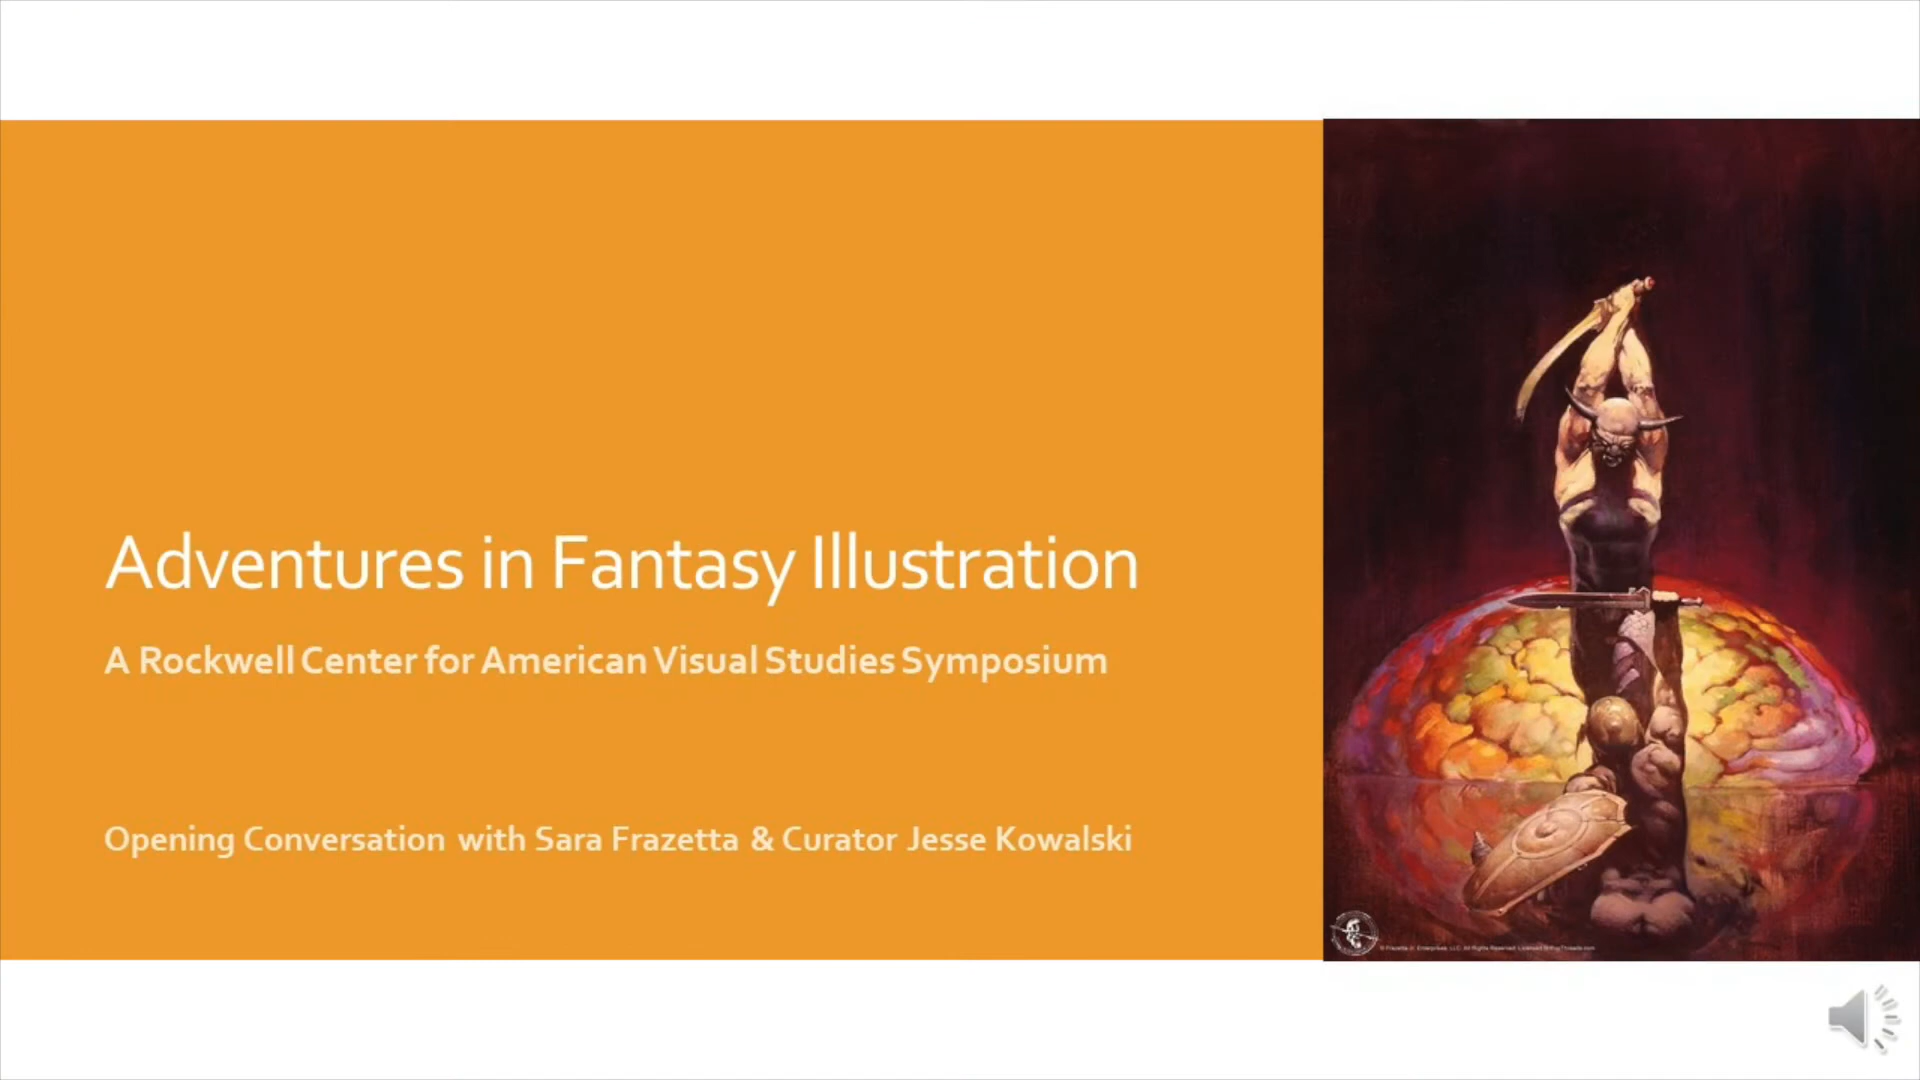 Adventures in Fantasy Illustration
A Rockwell Center for American Visual Studies Symposium
Opening Conversation with Sara Frazetta & Curator Jesse Kowalski